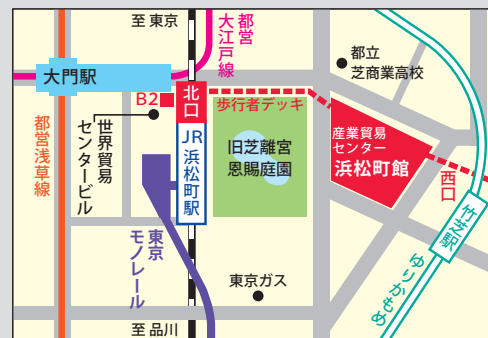 至 東京
都営
大江戸線
都立
芝商業高校
大門駅
B2
北口
歩行者デッキ
世界貿易
センタービル
都営浅草線
JR
浜松町駅
旧芝離宮
恩賜庭園
産業貿易
センター
浜松町館
西口
竹芝駅
東京
モノレール
ゆりかもめ
東京ガス
至 品川